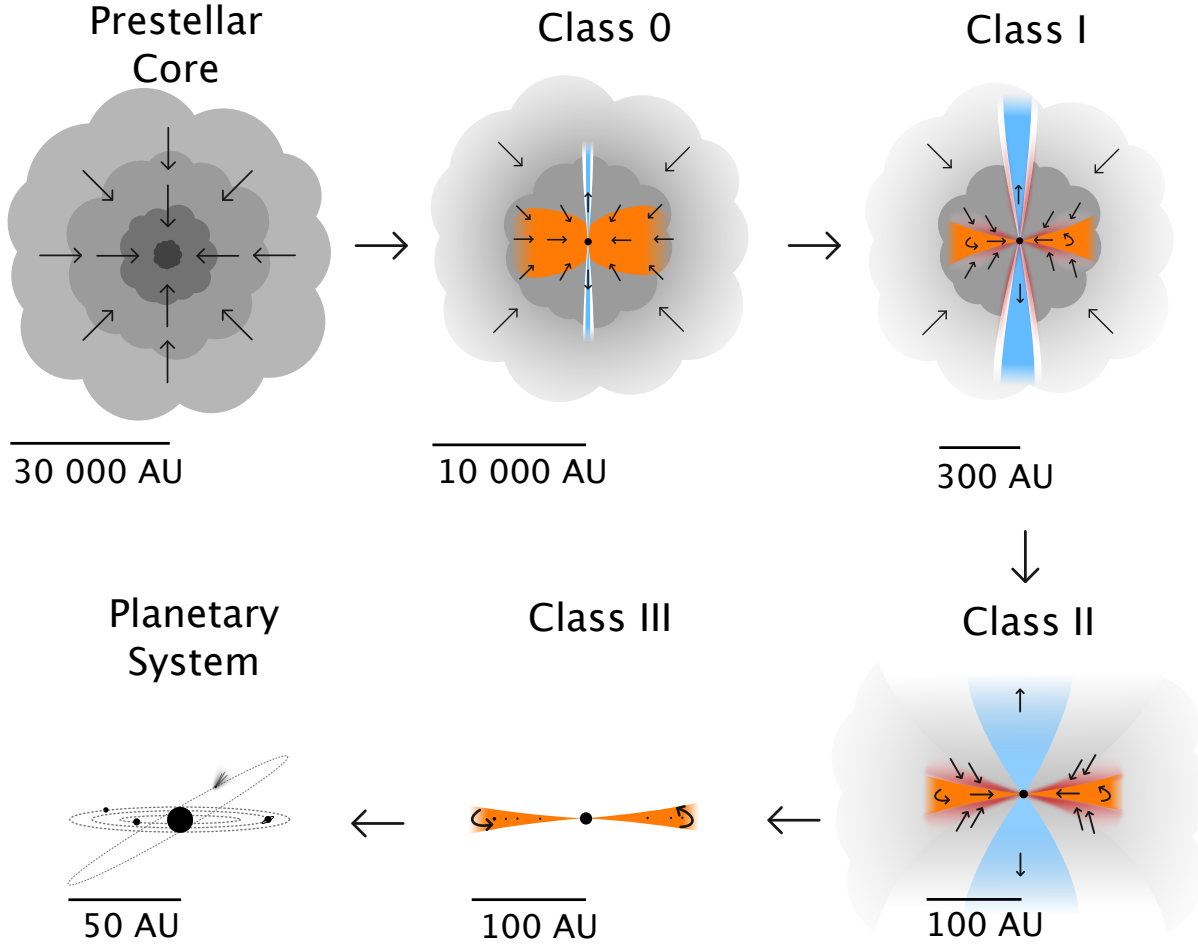 Prestellar
Core
Class 0
Class I
30 000 AU
10 000 AU
300 AU
Planetary
System
Class III
Class II
50 AU
100 AU
100 AU